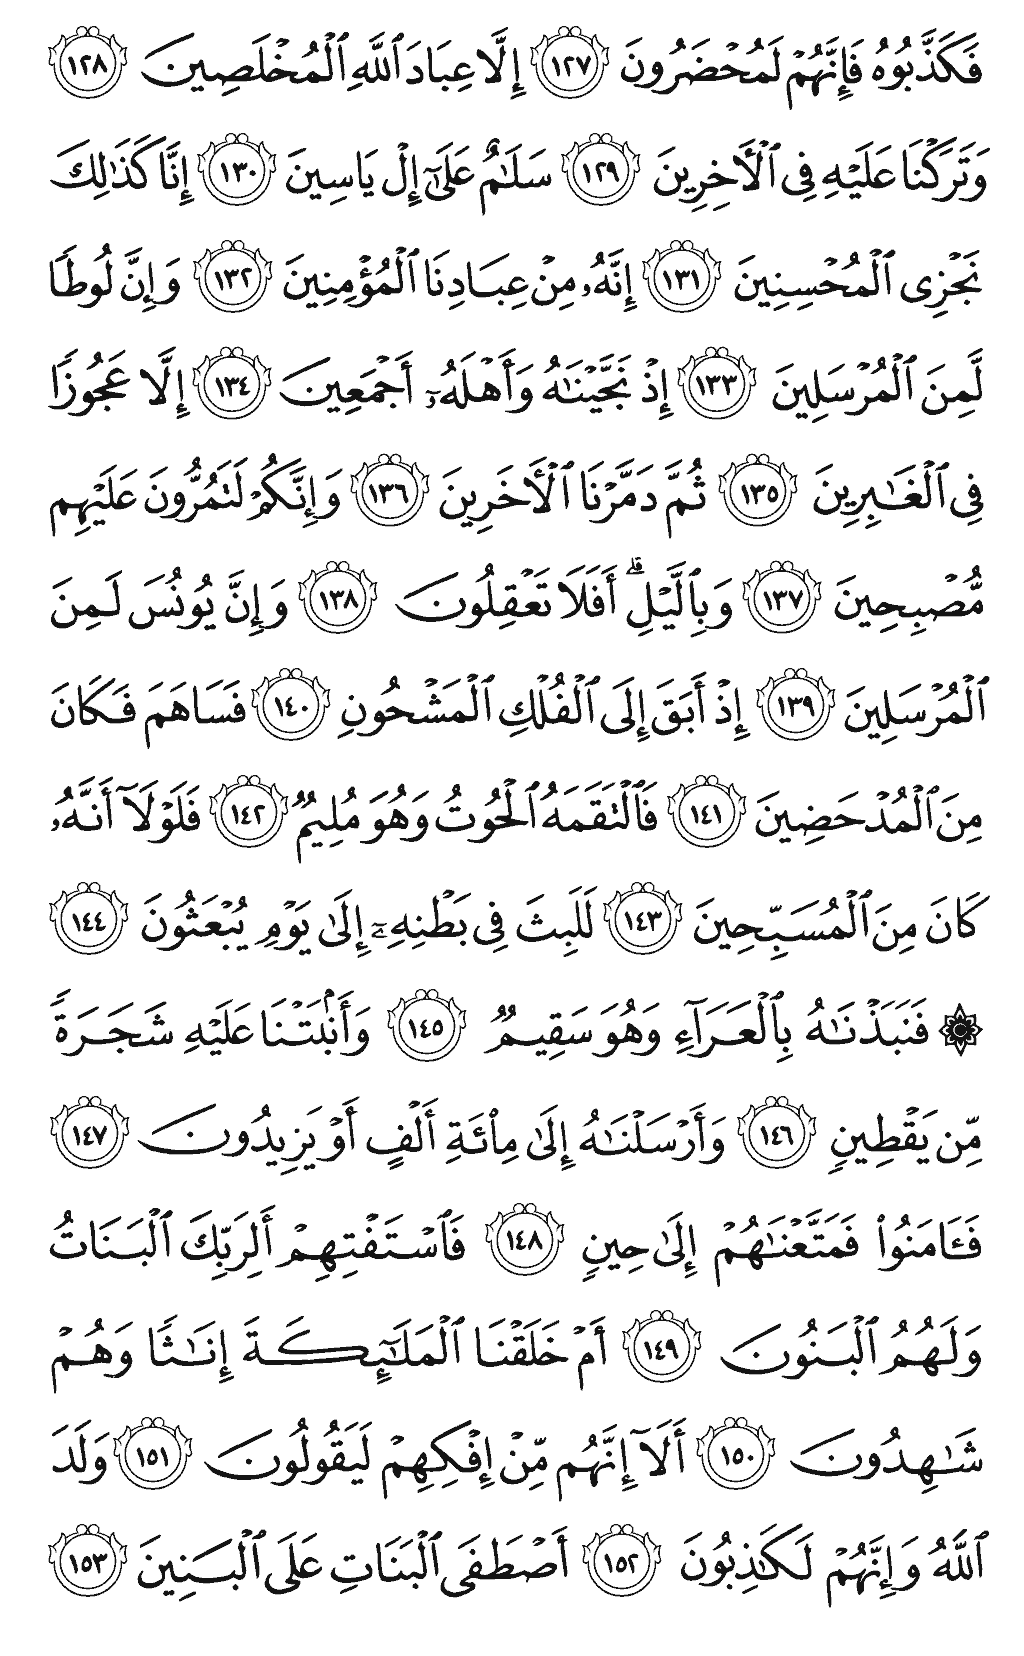 فَكَذَّبُوهُ فَإِنَّهُمْ لَمُحْضَرُونَ ١٢٧ إِلَّا عِبَادَ ٱللَّهِ ٱلْمُخْلَصِينَ ١٢٨
وَتَرَكْنَا عَلَيْهِ فِى ٱلْأَخِرِينَ ١٢٩ سَلَٰمٌ عَلَىٰٓ إِلْ يَاسِينَ ١٣٠ إِنَّا كَذَٰلِكَ
نَجْزِى ٱلْمُحْسِنِينَ ١٣١ إِنَّهُۥ مِنْ عِبَادِنَا ٱلْمُؤْمِنِينَ ١٣٢ وَإِنَّ لُوطًا
لَّمِنَ ٱلْمُرْسَلِينَ ١٣٣ إِذْ نَجَّيْنَٰهُ وَأَهْلَهُۥٓ أَجْمَعِينَ ١٣٤ إِلَّا عَجُوزًا
فِى ٱلْغَٰبِرِينَ ١٣٥ ثُمَّ دَمَّرْنَا ٱلْأَخَرِينَ ١٣٦ وَإِنَّكُمْ لَتَمُرُّونَ عَلَيْهِم
مُّصْبِحِينَ ١٣٧ وَبِٱلَّيْلِ ۗ أَفَلَا تَعْقِلُونَ ١٣٨ وَإِنَّ يُونُسَ لَمِنَ
ٱلْمُرْسَلِينَ ١٣٩ إِذْ أَبَقَ إِلَى ٱلْفُلْكِ ٱلْمَشْحُونِ ١٤٠ فَسَاهَمَ فَكَانَ
مِنَ ٱلْمُدْحَضِينَ ١٤١ فَٱلْتَقَمَهُ ٱلْحُوتُ وَهُوَ مُلِيمٌ ١٤٢ فَلَوْلَآ أَنَّهُۥ
كَانَ مِنَ ٱلْمُسَبِّحِينَ ١٤٣ لَلَبِثَ فِى بَطْنِهِۦٓ إِلَىٰ يَوْمِ يُبْعَثُونَ ١٤٤
۞ فَنَبَذْنَٰهُ بِٱلْعَرَآءِ وَهُوَ سَقِيمٌ ١٤٥ وَأَنۢبَتْنَا عَلَيْهِ شَجَرَةً
مِّن يَقْطِينٍ ١٤٦ وَأَرْسَلْنَٰهُ إِلَىٰ مِا۟ئَةِ أَلْفٍ أَوْ يَزِيدُونَ ١٤٧
فَـَٔامَنُوا۟ فَمَتَّعْنَٰهُمْ إِلَىٰ حِينٍ ١٤٨ فَٱسْتَفْتِهِمْ أَلِرَبِّكَ ٱلْبَنَاتُ
وَلَهُمُ ٱلْبَنُونَ ١٤٩ أَمْ خَلَقْنَا ٱلْمَلَٰٓئِكَةَ إِنَٰثًا وَهُمْ
شَٰهِدُونَ ١٥٠ أَلَآ إِنَّهُم مِّنْ إِفْكِهِمْ لَيَقُولُونَ ١٥١ وَلَدَ
ٱللَّهُ وَإِنَّهُمْ لَكَٰذِبُونَ ١٥٢ أَصْطَفَى ٱلْبَنَاتِ عَلَى ٱلْبَنِينَ ١٥٣